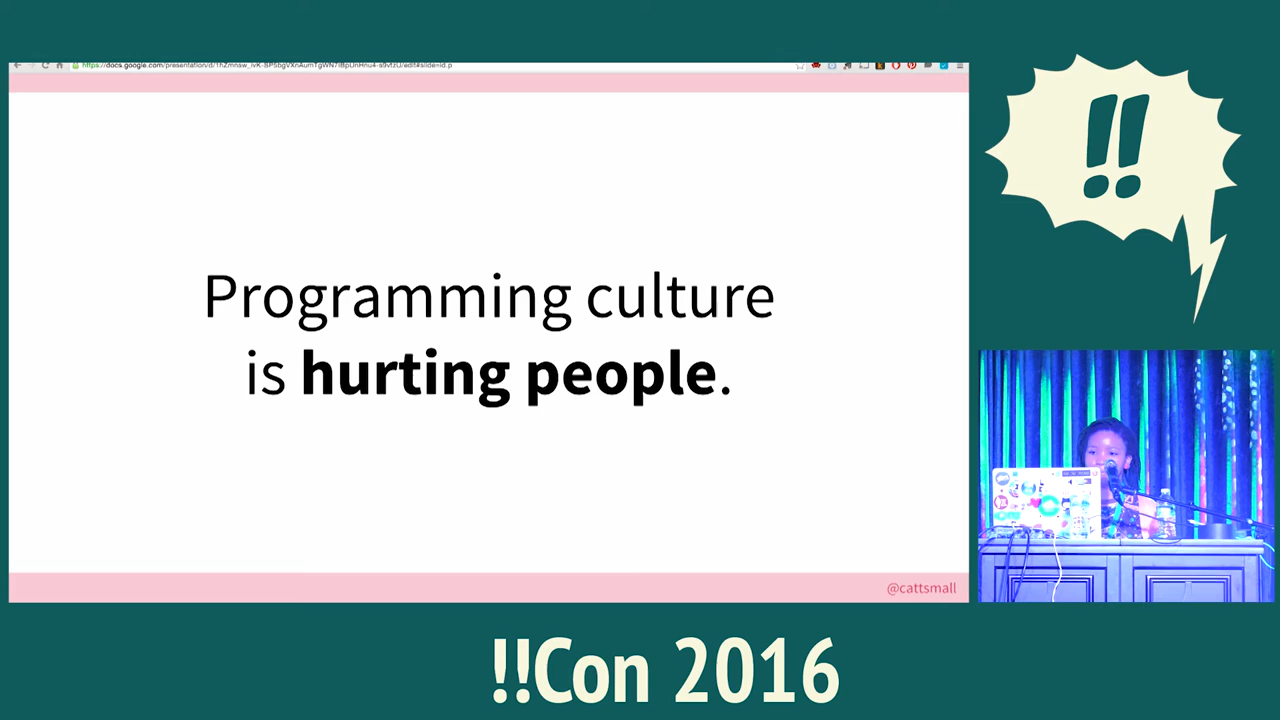 !!
Programming culture
is hurting people.
@cattsmall
!!Con 2016